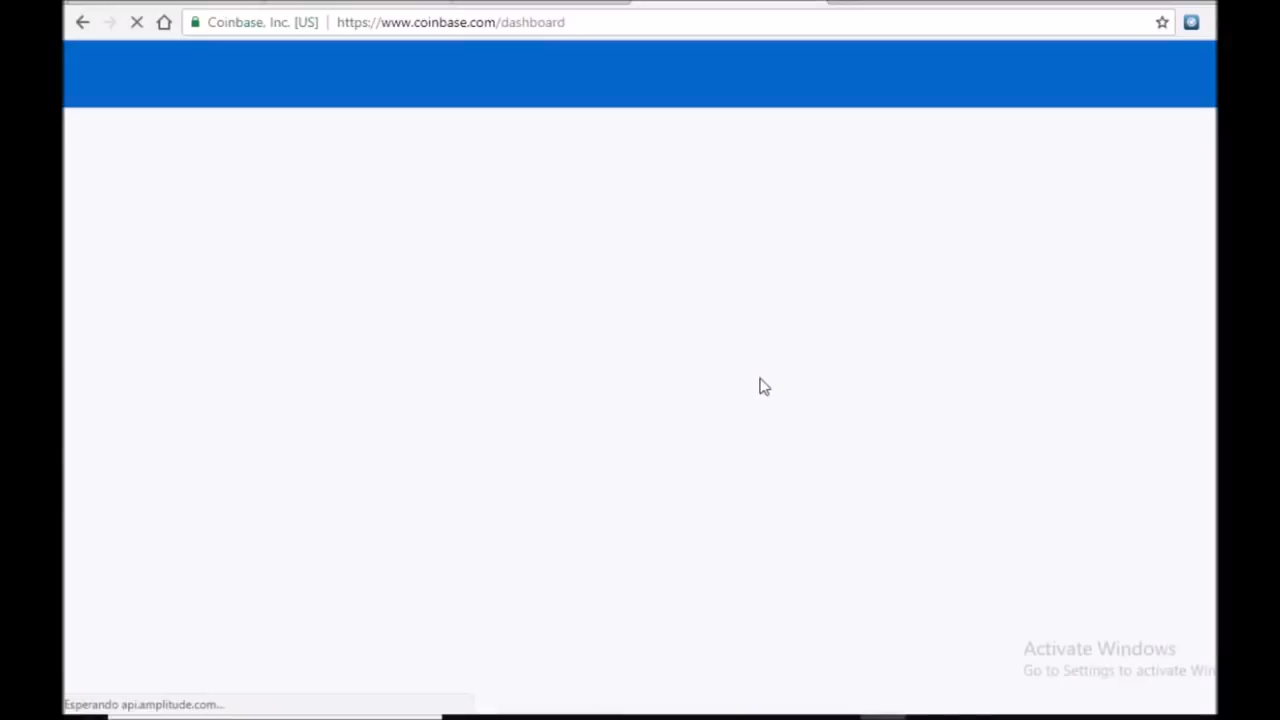 Coinbase, Inc. [US] https://www.coinbase.com/dashboard
Activate Windows
Go to Settings to activate Win
Esperando api.amplitude.com...